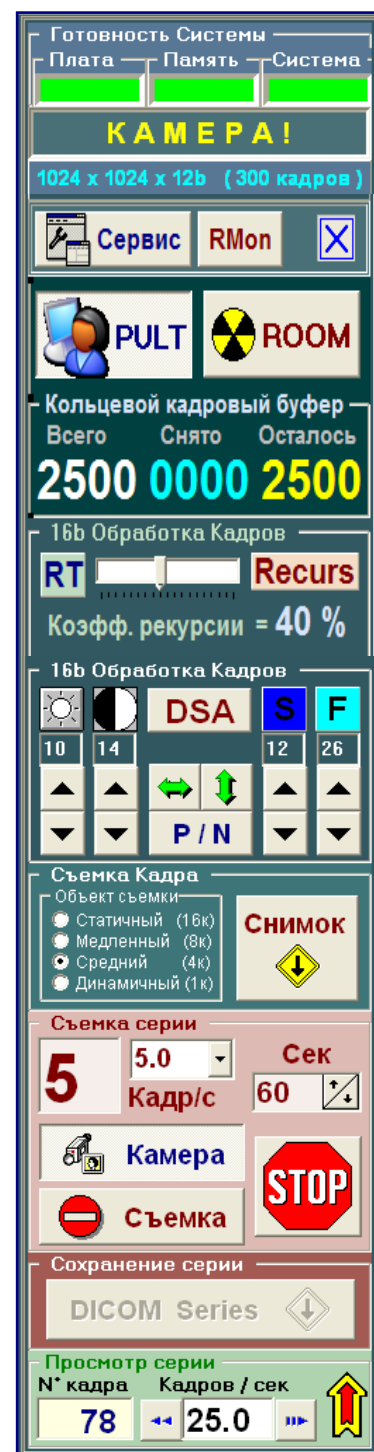 Готовность Системы
Плата Память Система
КАМЕРА!
1024 x 1024 x 12b (300 кадров)
Сервис RMon X
PULT ROOM
Кольцевой кадровый буфер
Всего Снято Осталось
2500 0000 2500
16b Обработка Кадров
RT Recurs
Коэфф. рекурсии = 40 %
16b Обработка Кадров
DSA S F
10 14 12 26
P / N
Съемка Кадра
Объект съемки
Статичный (16к)
Медленный (8к)
Средний (4к)
Динамичный (1к)
Снимок
Съемка серии
5 5.0 Сек
Кадр/с 60
Камера
STOP
Съемка
Сохранение серии
DICOM Series
Просмотр серии
N° кадра Кадров / сек
78 25.0